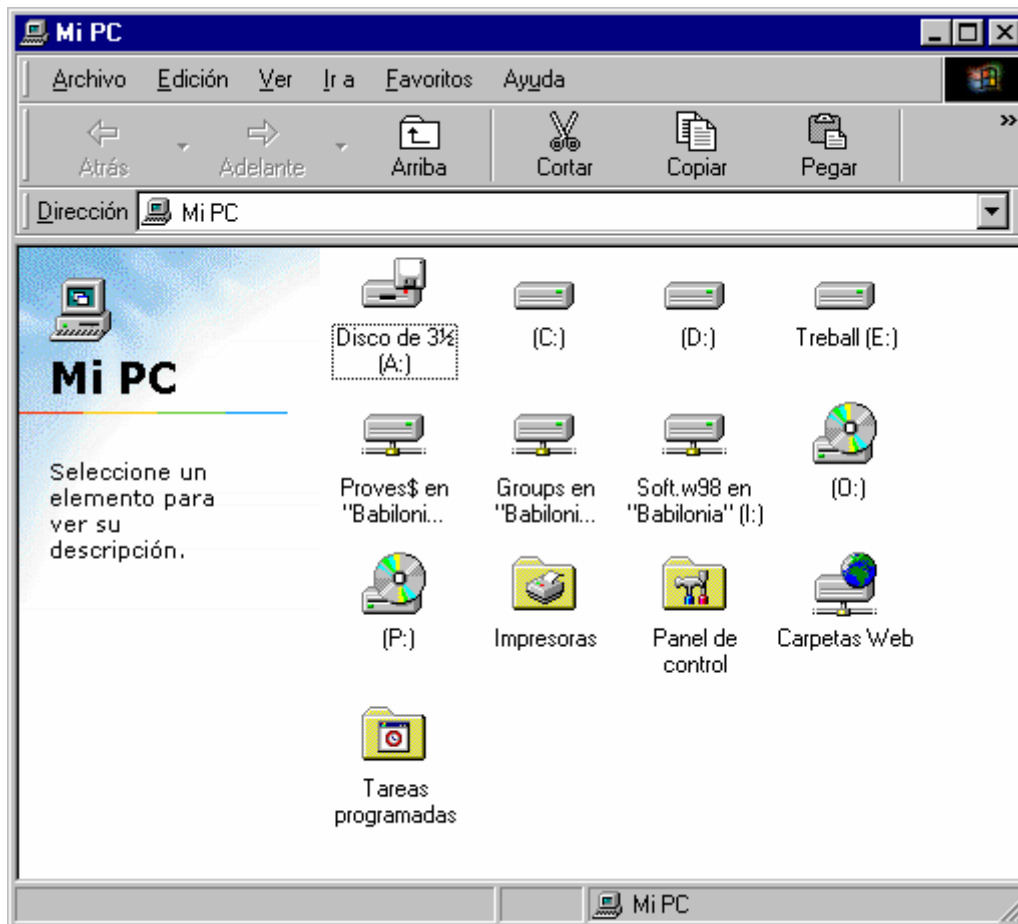 Mi PC
Archivo Edición Ver Ir a Favoritos Ayuda
»
Atrás Adelante Arriba Cortar Copiar Pegar
Dirección Mi PC
Mi PC
Seleccione un
elemento para
ver su
descripción.
Disco de 3½
(A:)
(C:)
(D:)
Treball (E:)
Proves$ en
"Babiloni...
Groups en
"Babiloni...
Soft.w98 en
"Babilonia" (I:)
(O:)
(P:)
Impresoras
Panel de
control
Carpetas Web
Tareas
programadas
Mi PC